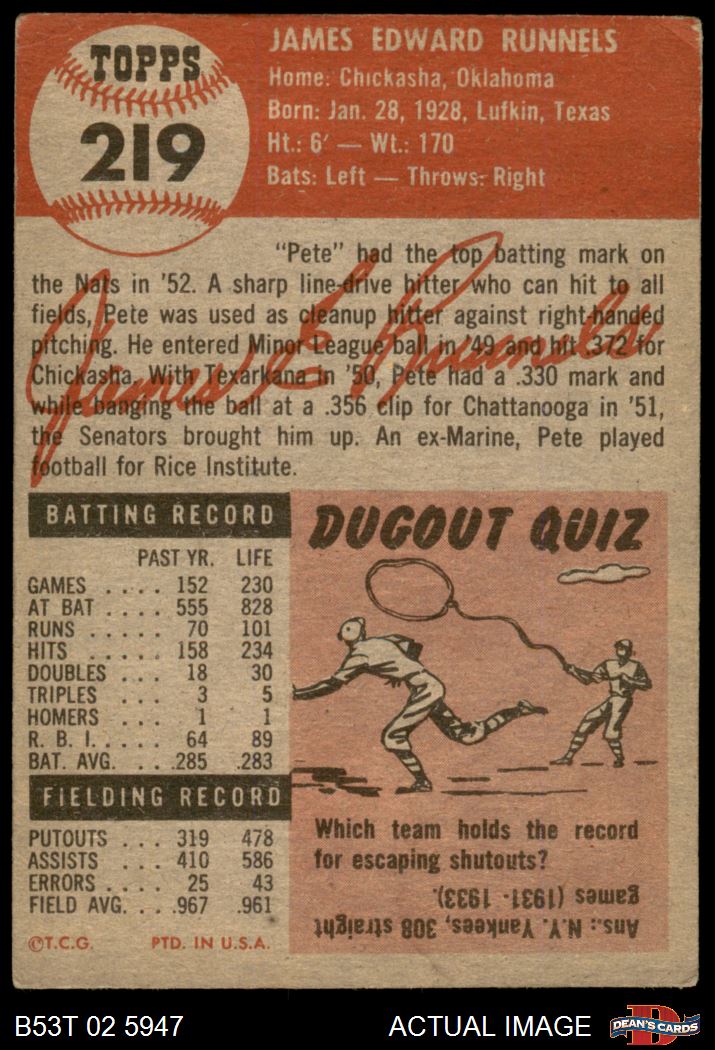 TOPPS
219
JAMES EDWARD RUNNELS
Home: Chickasha, Oklahoma
Born: Jan. 28, 1928, Lufkin, Texas
Ht.: 6′ — Wt.: 170
Bats: Left — Throws: Right
"Pete" had the top batting mark on
the Nats in '52. A sharp line-drive hitter who can hit to all
fields, Pete was used as cleanup hitter against right-handed
pitching. He entered Minor League ball in '49 and hit .372 for
Chickasha. With Texarkana in '50, Pete had a .330 mark and
while banging the ball at a .356 clip for Chattanooga in '51,
the Senators brought him up. An ex-Marine, Pete played
football for Rice Institute.
James E Runnels
BATTING RECORD
PAST YR. LIFE
GAMES .... 152 230
AT BAT .... 555 828
RUNS ..... 70 101
HITS ..... 158 234
DOUBLES ... 18 30
TRIPLES ... 3 5
HOMERS ... 1 1
R. B. I. .... 64 89
BAT. AVG. ... .285 .283
FIELDING RECORD
PUTOUTS ... 319 478
ASSISTS ... 410 586
ERRORS .... 25 43
FIELD AVG. ... .967 .961
©T.C.G. PTD. IN U.S.A.
DUGOUT QUIZ
Which team holds the record
for escaping shutouts?
Ans.: N.Y. Yankees, 308 straight
games (1931-1933).
B53T 02 5947
ACTUAL IMAGE
DEAN'S CARDS